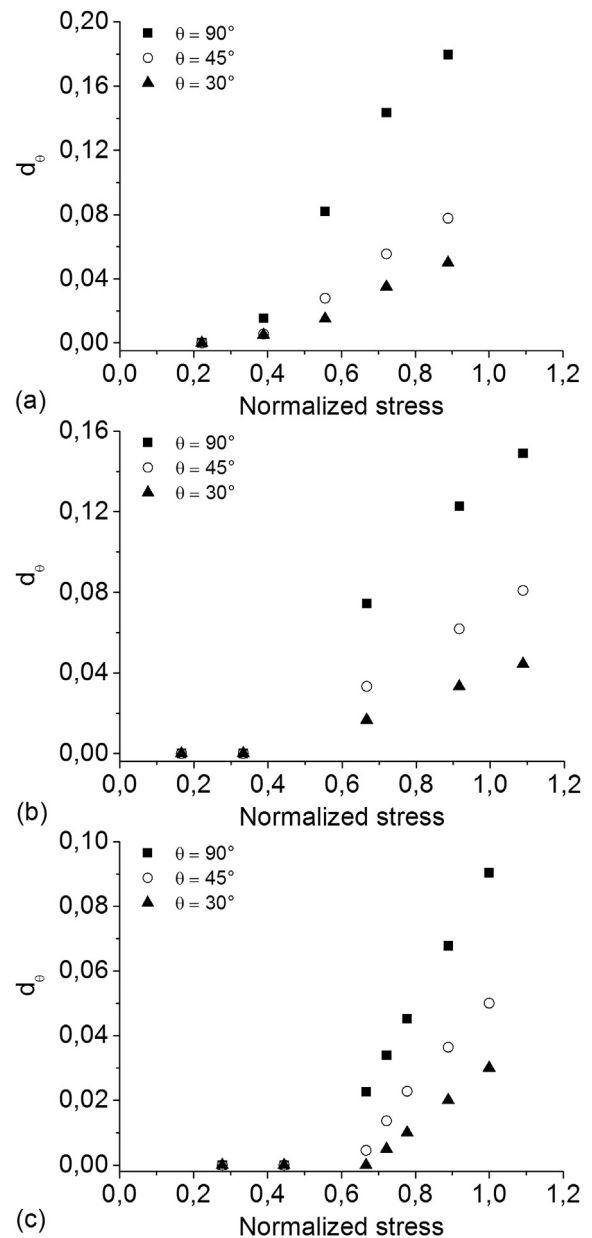 0,20
θ = 90°
θ = 45°
θ = 30°
0,16
0,12
dθ
0,08
0,04
0,00
0,0 0,2 0,4 0,6 0,8 1,0 1,2
(a) Normalized stress
0,16
θ = 90°
θ = 45°
θ = 30°
0,12
dθ
0,08
0,04
0,00
0,0 0,2 0,4 0,6 0,8 1,0 1,2
(b) Normalized stress
0,10
θ = 90°
θ = 45°
θ = 30°
0,08
0,06
dθ
0,04
0,02
0,00
0,0 0,2 0,4 0,6 0,8 1,0 1,2
(c) Normalized stress